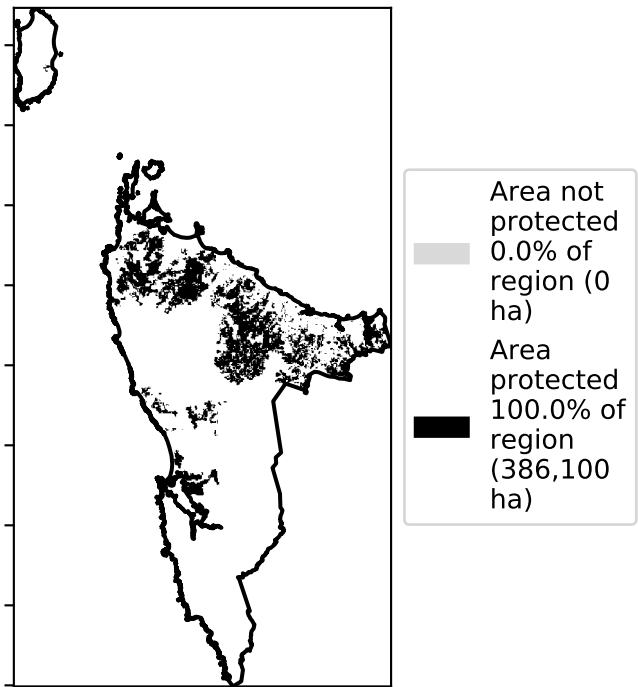 Area not
protected
0.0% of
region (0
ha)
Area
protected
100.0% of
region
(386,100
ha)